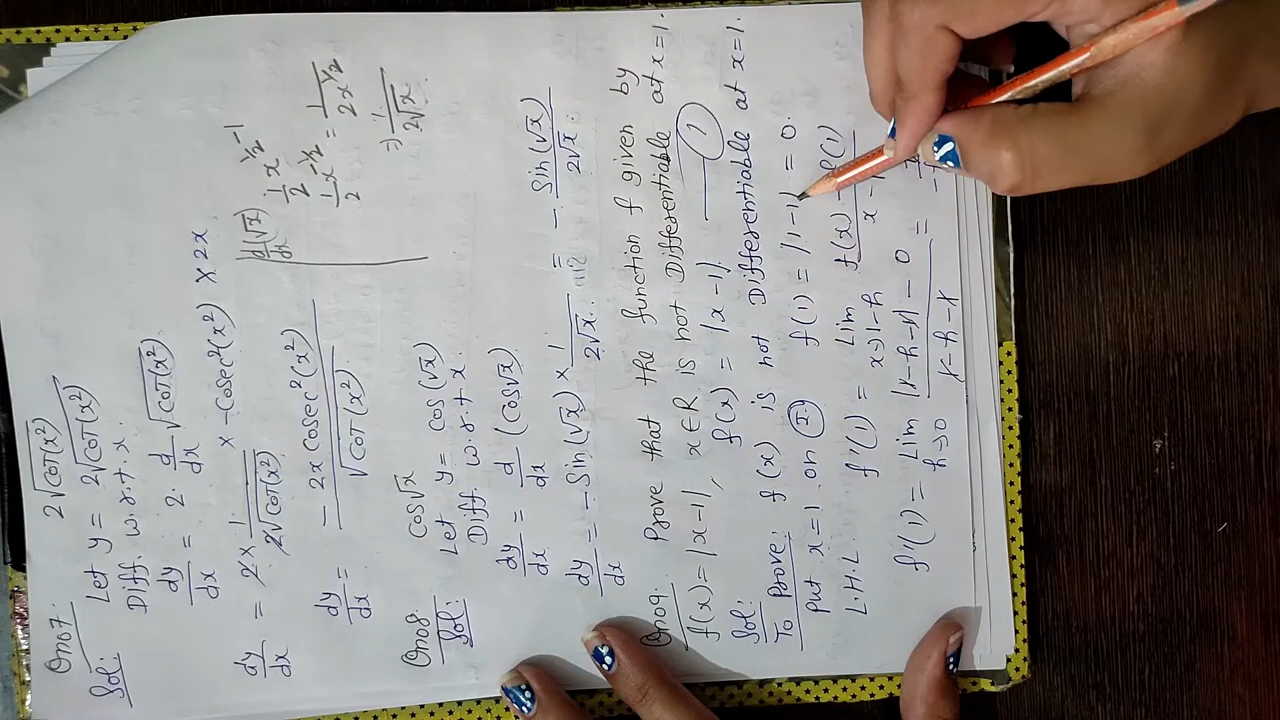 Qno7. 2√cot(x²)
Sol: Let y = 2√cot(x²)
Diff. w.r.t x.
dy/dx = 2. d/dx √cot(x²)
dy/dx = 2 × 1/2√cot(x²) × -cosec²(x²) × 2x
dy/dx = - 2x cosec²(x²)/√cot(x²)
d/dx(√x) 1/2 x^1/2-1
1/2 x^-1/2 = 1/2x^1/2
⇒ 1/2√x
Qno8. cos√x
Sol: Let y = cos(√x)
Diff. w.r.t x.
dy/dx = d/dx (cos√x)
dy/dx = - Sin(√x) × 1/2√x. = - Sin(√x)/2√x.
Qno9. Prove that the function f given by
f(x) = |x-1|, x∈R is not Differentiable at x=1.
Sol: f(x) = |x-1| 1
To Prove: f(x) is not Differentiable at x=1.
Put x=1 on f(1) = |1-1| = 0.
L.H.L f'(1) = Lim x→1-h f(x) - f(1)/x-1
f'(1) = Lim h→0 |1-h-1| - 0/1-h-1 =